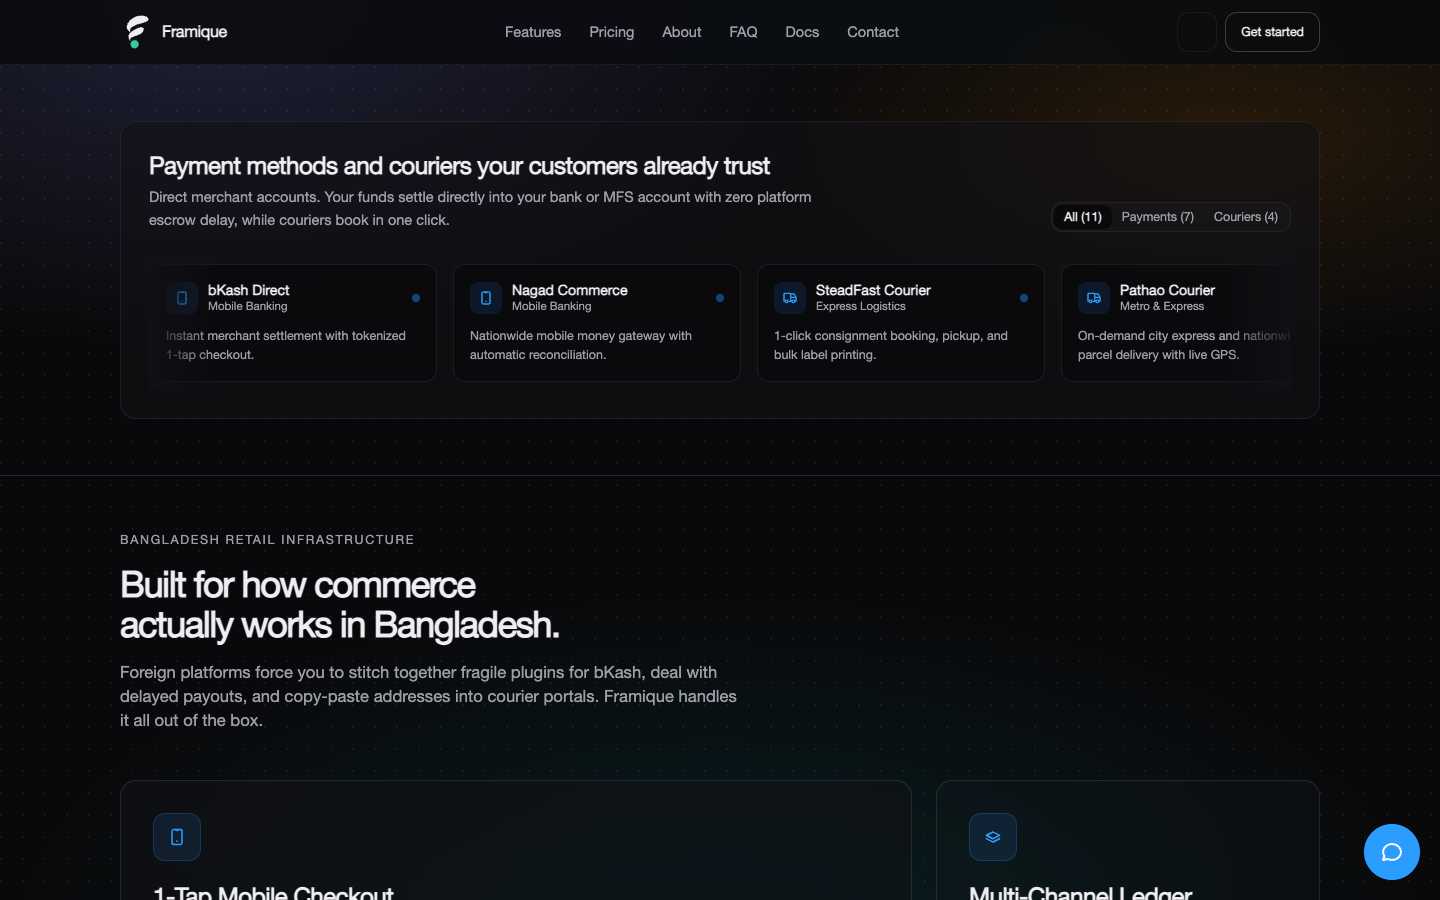 Framique
Features
Pricing
About
FAQ
Docs
Contact
Get started
Payment methods and couriers your customers already trust
Direct merchant accounts. Your funds settle directly into your bank or MFS account with zero platform
escrow delay, while couriers book in one click.
All (11)
Payments (7)
Couriers (4)
bKash Direct
Mobile Banking
Instant merchant settlement with tokenized
1-tap checkout.
Nagad Commerce
Mobile Banking
Nationwide mobile money gateway with
automatic reconciliation.
SteadFast Courier
Express Logistics
1-click consignment booking, pickup, and
bulk label printing.
Pathao Courier
Metro & Express
On-demand city express and nationwi
parcel delivery with live GPS.
BANGLADESH RETAIL INFRASTRUCTURE
Built for how commerce
actually works in Bangladesh.
Foreign platforms force you to stitch together fragile plugins for bKash, deal with
delayed payouts, and copy-paste addresses into courier portals. Framique handles
it all out of the box.
1-Tap Mobile Checkout
Multi-Channel Ledger